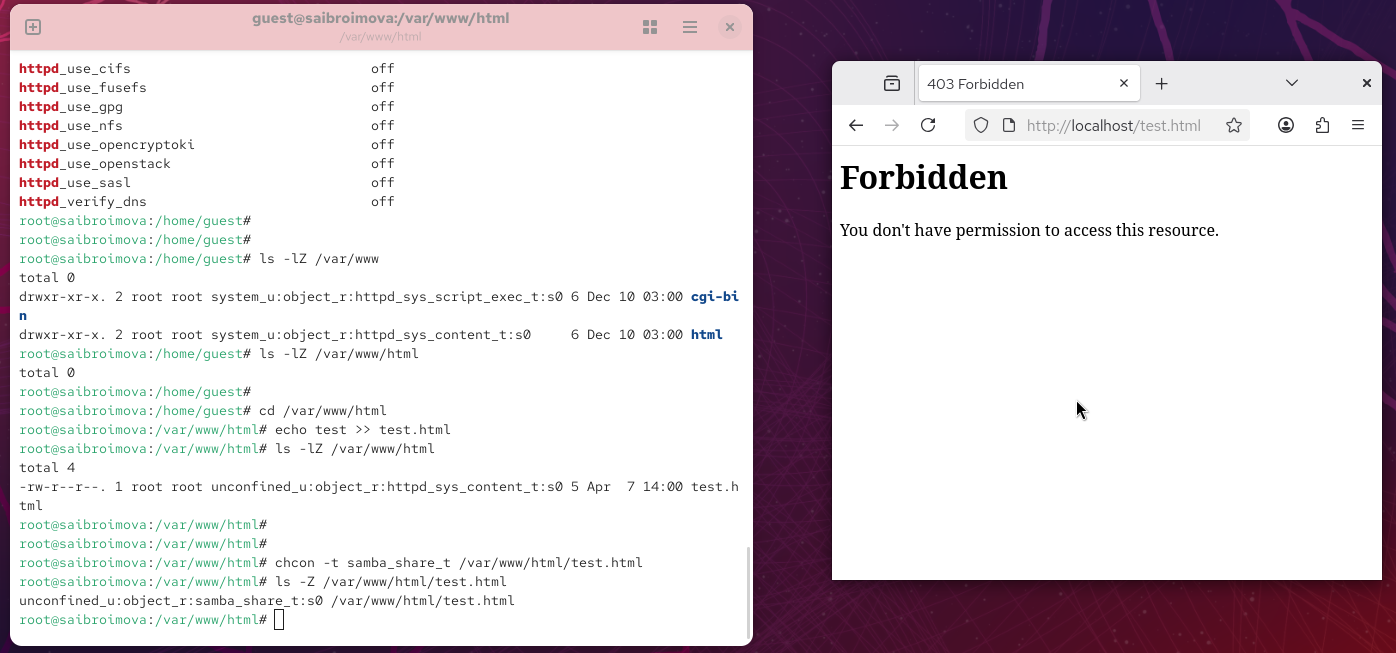 guest@saibroimova:/var/www/html
/var/www/html
httpd_use_cifs                              off
httpd_use_fusefs                            off
httpd_use_gpg                               off
httpd_use_nfs                               off
httpd_use_opencryptoki                      off
httpd_use_openstack                         off
httpd_use_sasl                              off
httpd_verify_dns                            off
root@saibroimova:/home/guest#
root@saibroimova:/home/guest#
root@saibroimova:/home/guest# ls -lZ /var/www
total 0
drwxr-xr-x. 2 root root system_u:object_r:httpd_sys_script_exec_t:s0 6 Dec 10 03:00 cgi-bi
n
drwxr-xr-x. 2 root root system_u:object_r:httpd_sys_content_t:s0     6 Dec 10 03:00 html
root@saibroimova:/home/guest# ls -lZ /var/www/html
total 0
root@saibroimova:/home/guest#
root@saibroimova:/home/guest# cd /var/www/html
root@saibroimova:/var/www/html# echo test >> test.html
root@saibroimova:/var/www/html# ls -lZ /var/www/html
total 4
-rw-r--r--. 1 root root unconfined_u:object_r:httpd_sys_content_t:s0 5 Apr  7 14:00 test.h
tml
root@saibroimova:/var/www/html#
root@saibroimova:/var/www/html#
root@saibroimova:/var/www/html# chcon -t samba_share_t /var/www/html/test.html
root@saibroimova:/var/www/html# ls -Z /var/www/html/test.html
unconfined_u:object_r:samba_share_t:s0 /var/www/html/test.html
root@saibroimova:/var/www/html#
403 Forbidden
http://localhost/test.html
Forbidden
You don't have permission to access this resource.